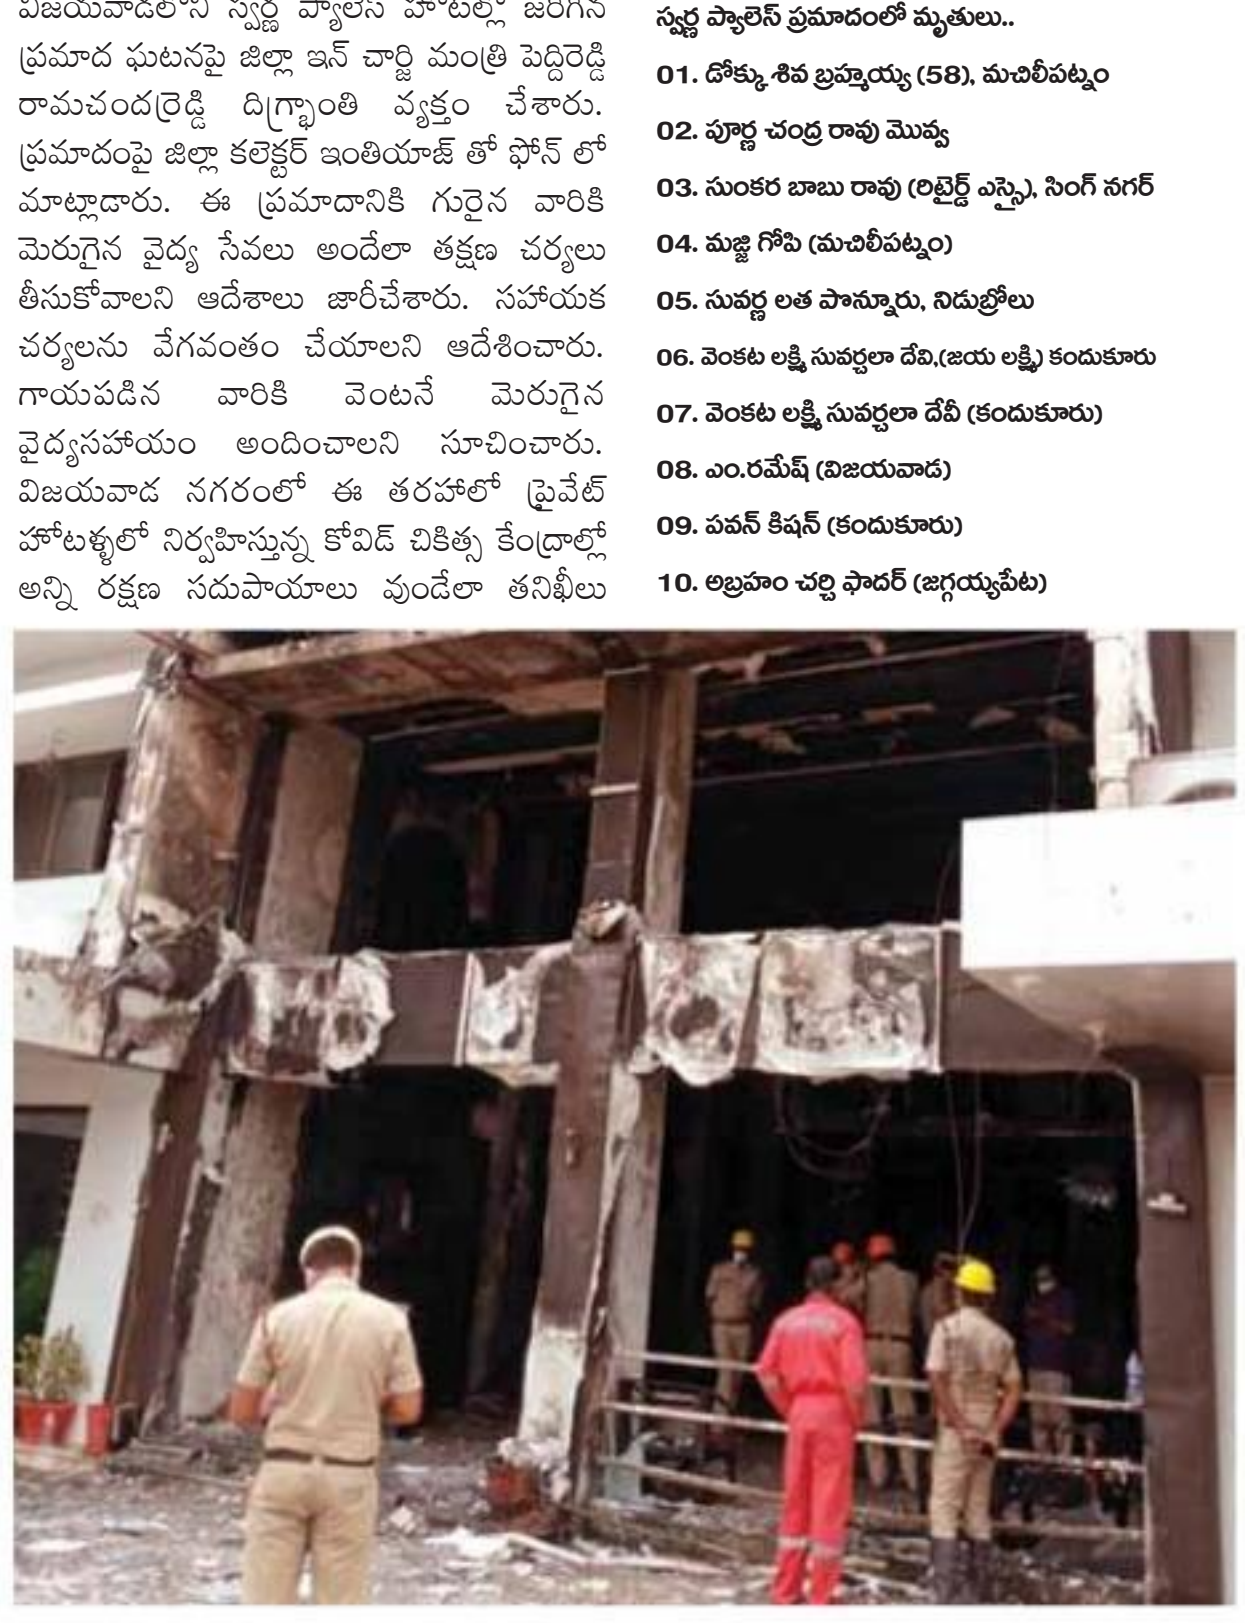 విజయవాడలోని స్వర్ణ ప్యాలెస్ హోటల్లో జరిగిన
ప్రమాద ఘటనపై జిల్లా ఇన్ చార్జి మంత్రి పెద్దిరెడ్డి
రామచంద్రరెడ్డి దిగ్భ్రాంతి వ్యక్తం చేశారు.
ప్రమాదంపై జిల్లా కలెక్టర్ ఇంతియాజ్ తో ఫోన్ లో
మాట్లాడారు. ఈ ప్రమాదానికి గురైన వారికి
మెరుగైన వైద్య సేవలు అందేలా తక్షణ చర్యలు
తీసుకోవాలని ఆదేశాలు జారీచేశారు. సహాయక
చర్యలను వేగవంతం చేయాలని ఆదేశించారు.
గాయపడిన వారికి వెంటనే మెరుగైన
వైద్యసహాయం అందించాలని సూచించారు.
విజయవాడ నగరంలో ఈ తరహాలో ప్రైవేట్
హోటళ్ళలో నిర్వహిస్తున్న కోవిడ్ చికిత్స కేంద్రాల్లో
అన్ని రక్షణ సదుపాయాలు వుండేలా తనిఖీలు
స్వర్ణ ప్యాలెస్ ప్రమాదంలో మృతులు..
01. డోక్కు శివ బ్రహ్మయ్య (58), మచిలీపట్నం
02. పూర్ణ చంద్ర రావు మొవ్వ
03. సుంకర బాబు రావు (రిటైర్డ్ ఎస్సై), సింగ్ నగర్
04. మజ్జి గోపి (మచిలీపట్నం)
05. సువర్ణ లత పొన్నూరు, నిడుబ్రోలు
06. వెంకట లక్ష్మి సువర్చలా దేవి,(జయ లక్ష్మి) కందుకూరు
07. వెంకట లక్ష్మి సువర్చలా దేవీ (కందుకూరు)
08. ఎం.రమేష్ (విజయవాడ)
09. పవన్ కిషన్ (కందుకూరు)
10. అబ్రహం చర్చి ఫాదర్ (జగ్గయ్యపేట)